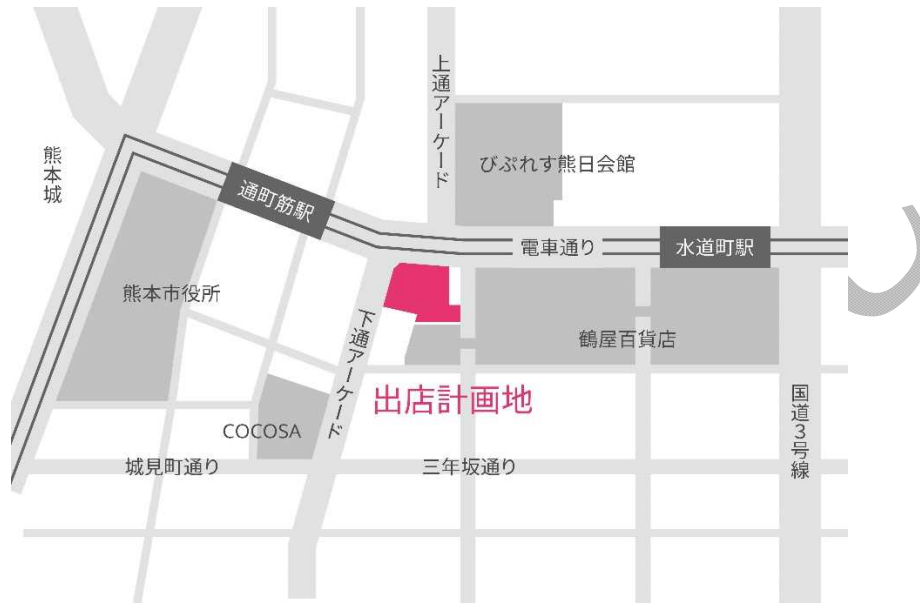 上通アーケード
熊本城
びぷれす熊日会館
通町筋駅
電車通り
水道町駅
熊本市役所
下通アーケード
鶴屋百貨店
出店計画地
国道3号線
COCOSA
城見町通り
三年坂通り